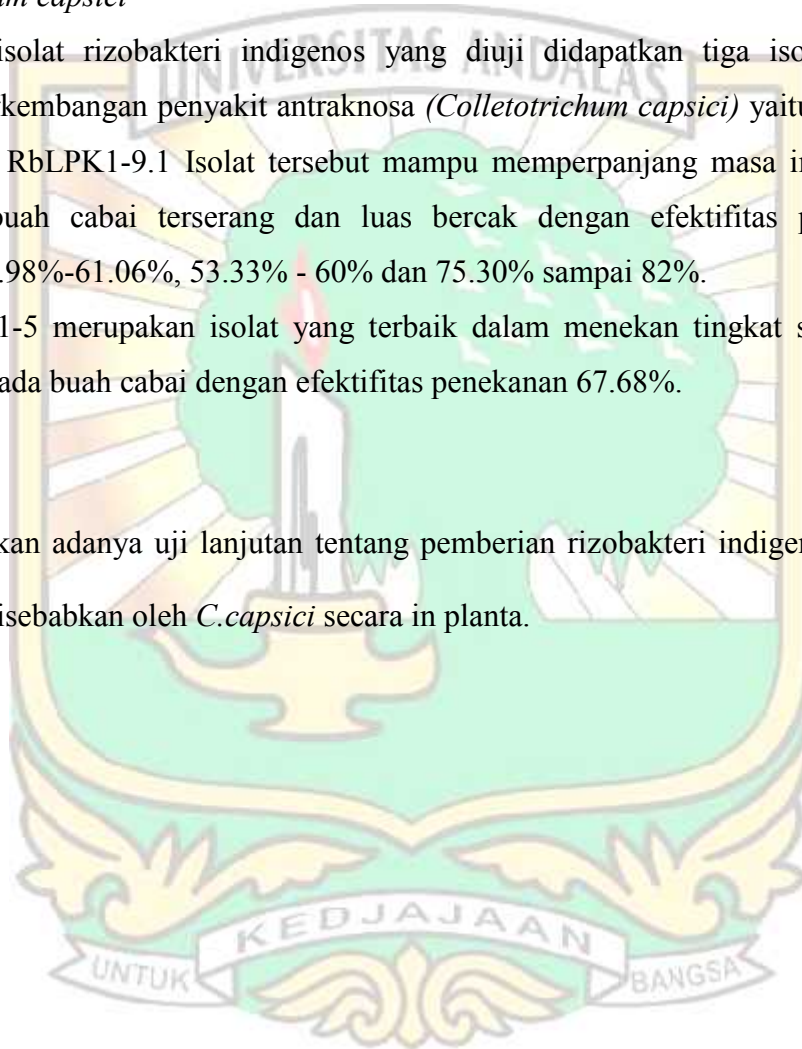 um capsici
isolat rizobakteri indigenos yang diuji didapatkan tiga iso
kembangan penyakit antraknosa (Colletotrichum capsici) yaitu
RbLPK1-9.1 Isolat tersebut mampu memperpanjang masa in
buah cabai terserang dan luas bercak dengan efektifitas p
.98%-61.06%, 53.33% - 60% dan 75.30% sampai 82%.
1-5 merupakan isolat yang terbaik dalam menekan tingkat s
ada buah cabai dengan efektifitas penekanan 67.68%.
kan adanya uji lanjutan tentang pemberian rizobakteri indige
isebabkan oleh C.capsici secara in planta.
UNIVERSITAS ANDALAS
KEDJAJAAN
UNTUK BANGSA